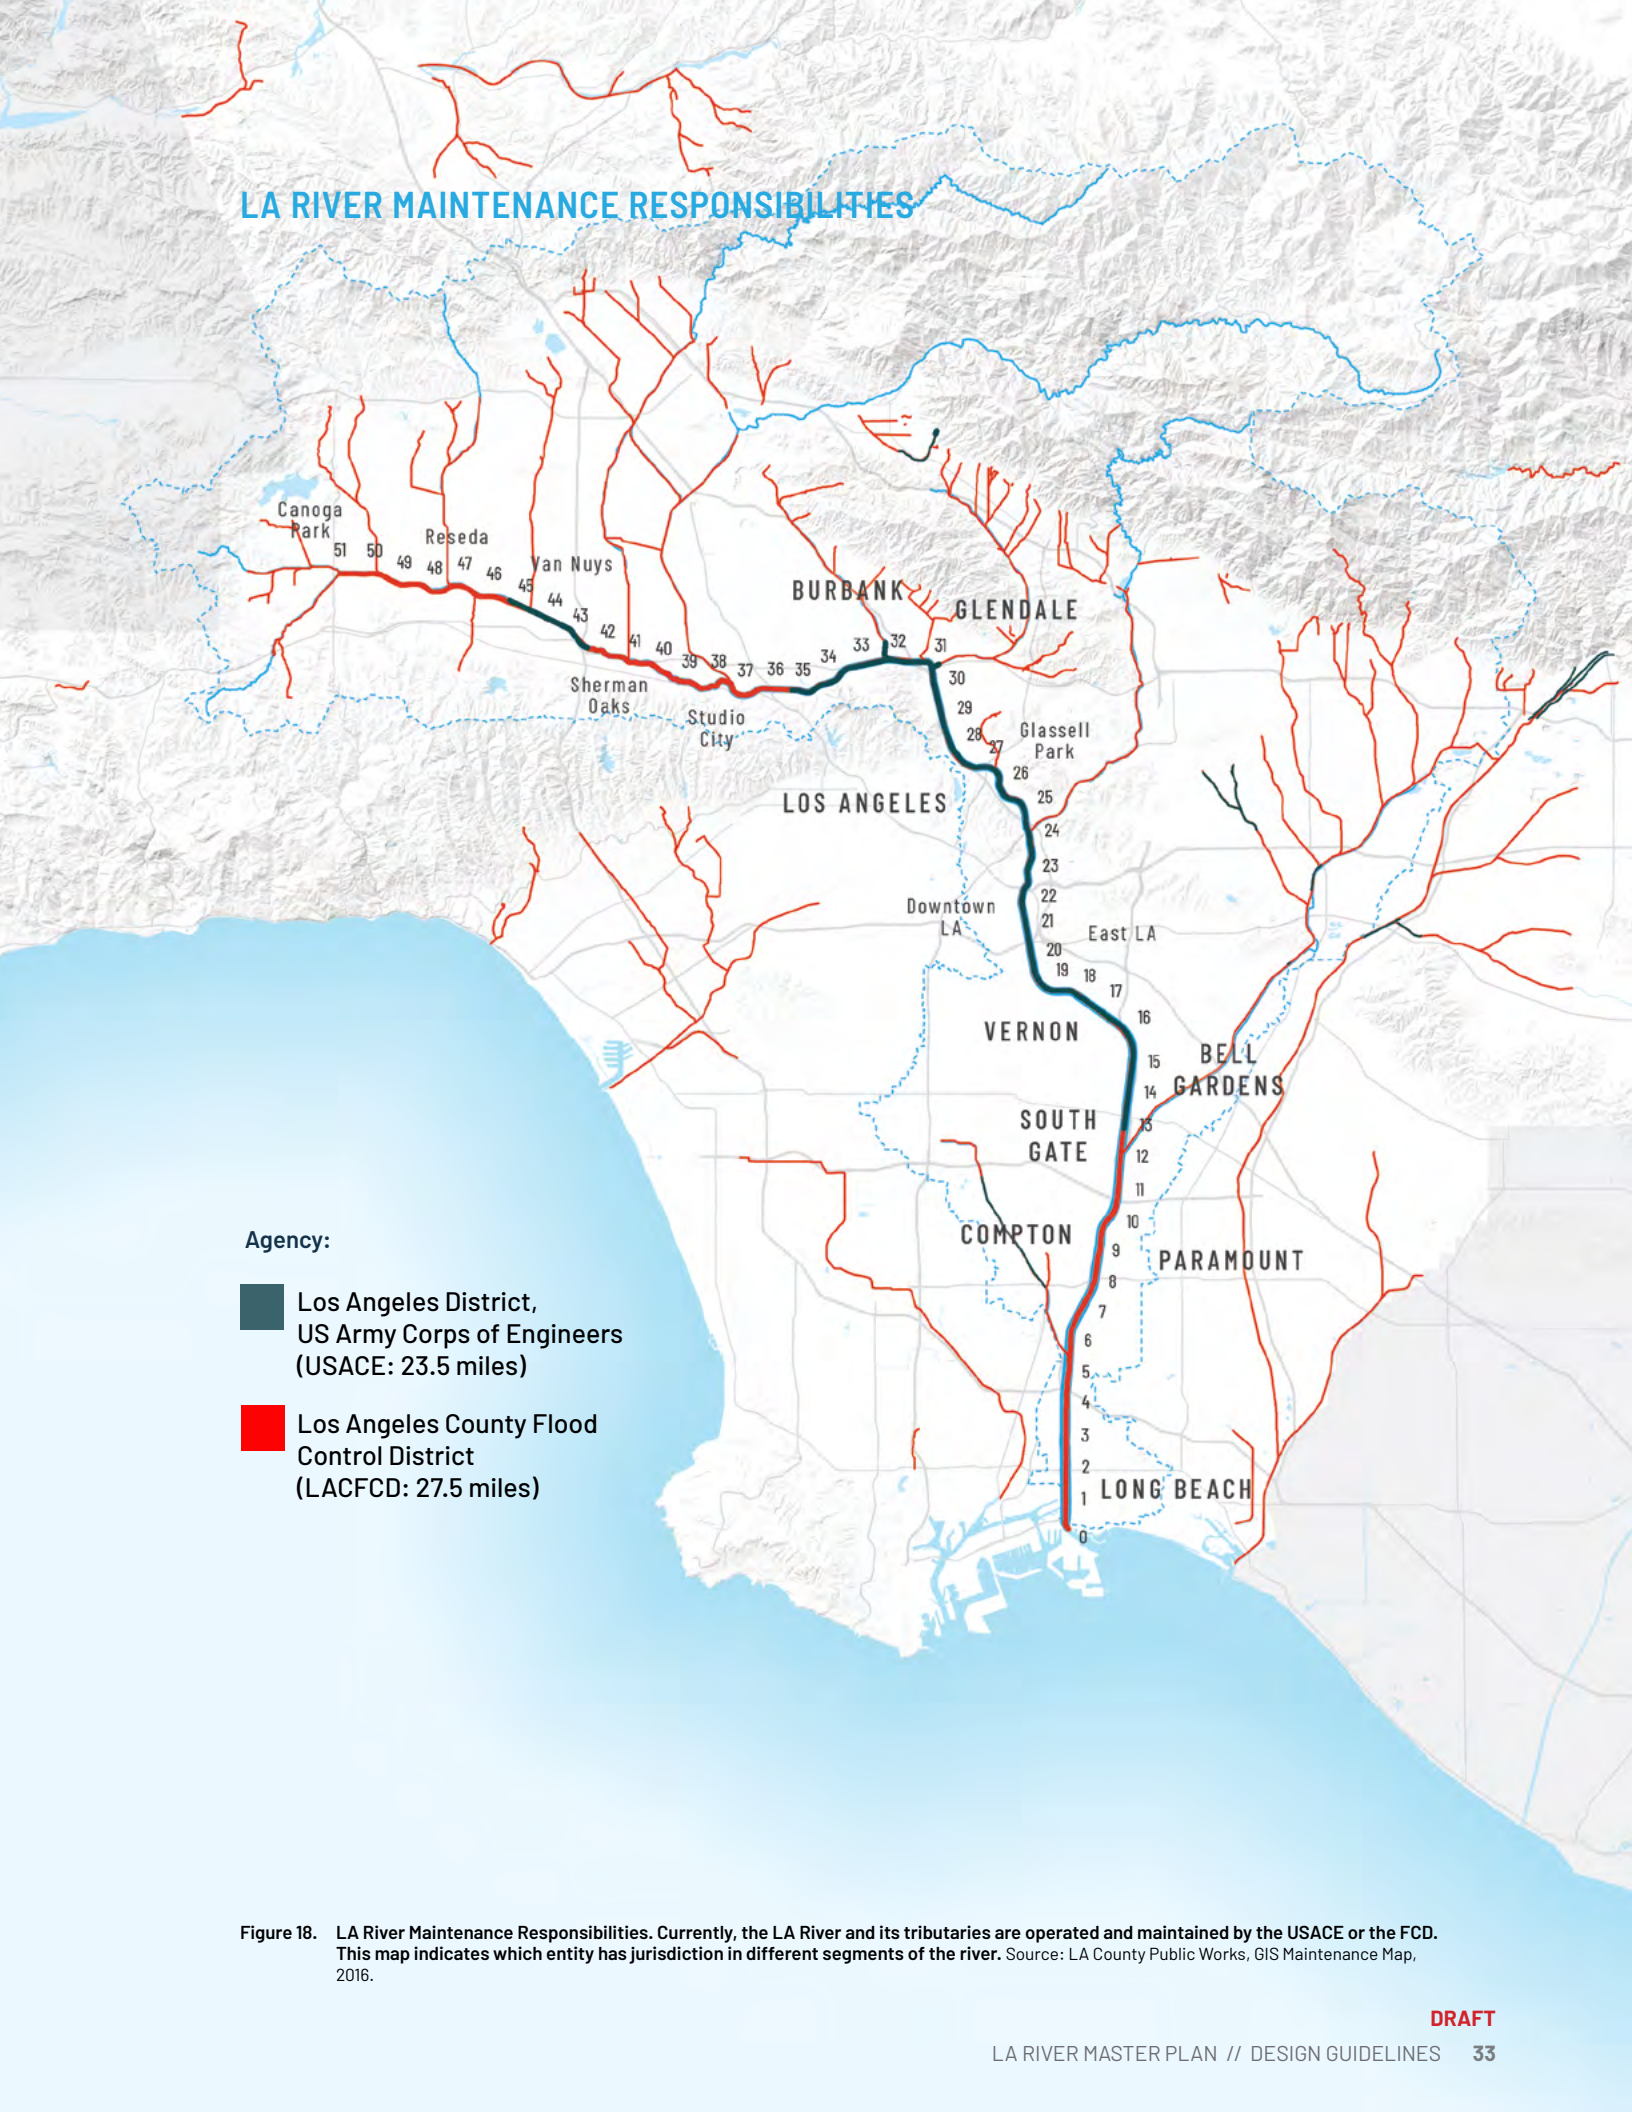 LA RIVER MAINTENANCE RESPONSIBILITIES
Canoga
Park
Reseda
Van Nuys
51
50
49
48
47
46
45
44
43
42
41
40
39
38
37
36
35
34
33
32
31
BURBANK
GLENDALE
Sherman
Oaks
Studio
City
30
29
28
27
Glassell
Park
26
25
LOS ANGELES
24
23
22
21
Downtown
LA
East LA
20
19
18
17
16
VERNON
15
BELL
GARDENS
14
13
SOUTH
GATE
12
11
10
COMPTON
9
PARAMOUNT
8
7
6
5
4
3
2
1
LONG BEACH
0
Agency:
Los Angeles District,
US Army Corps of Engineers
(USACE: 23.5 miles)
Los Angeles County Flood
Control District
(LACFCD: 27.5 miles)
Figure 18. LA River Maintenance Responsibilities. Currently, the LA River and its tributaries are operated and maintained by the USACE or the FCD.
This map indicates which entity has jurisdiction in different segments of the river. Source: LA County Public Works, GIS Maintenance Map,
2016.
DRAFT
LA RIVER MASTER PLAN // DESIGN GUIDELINES 33